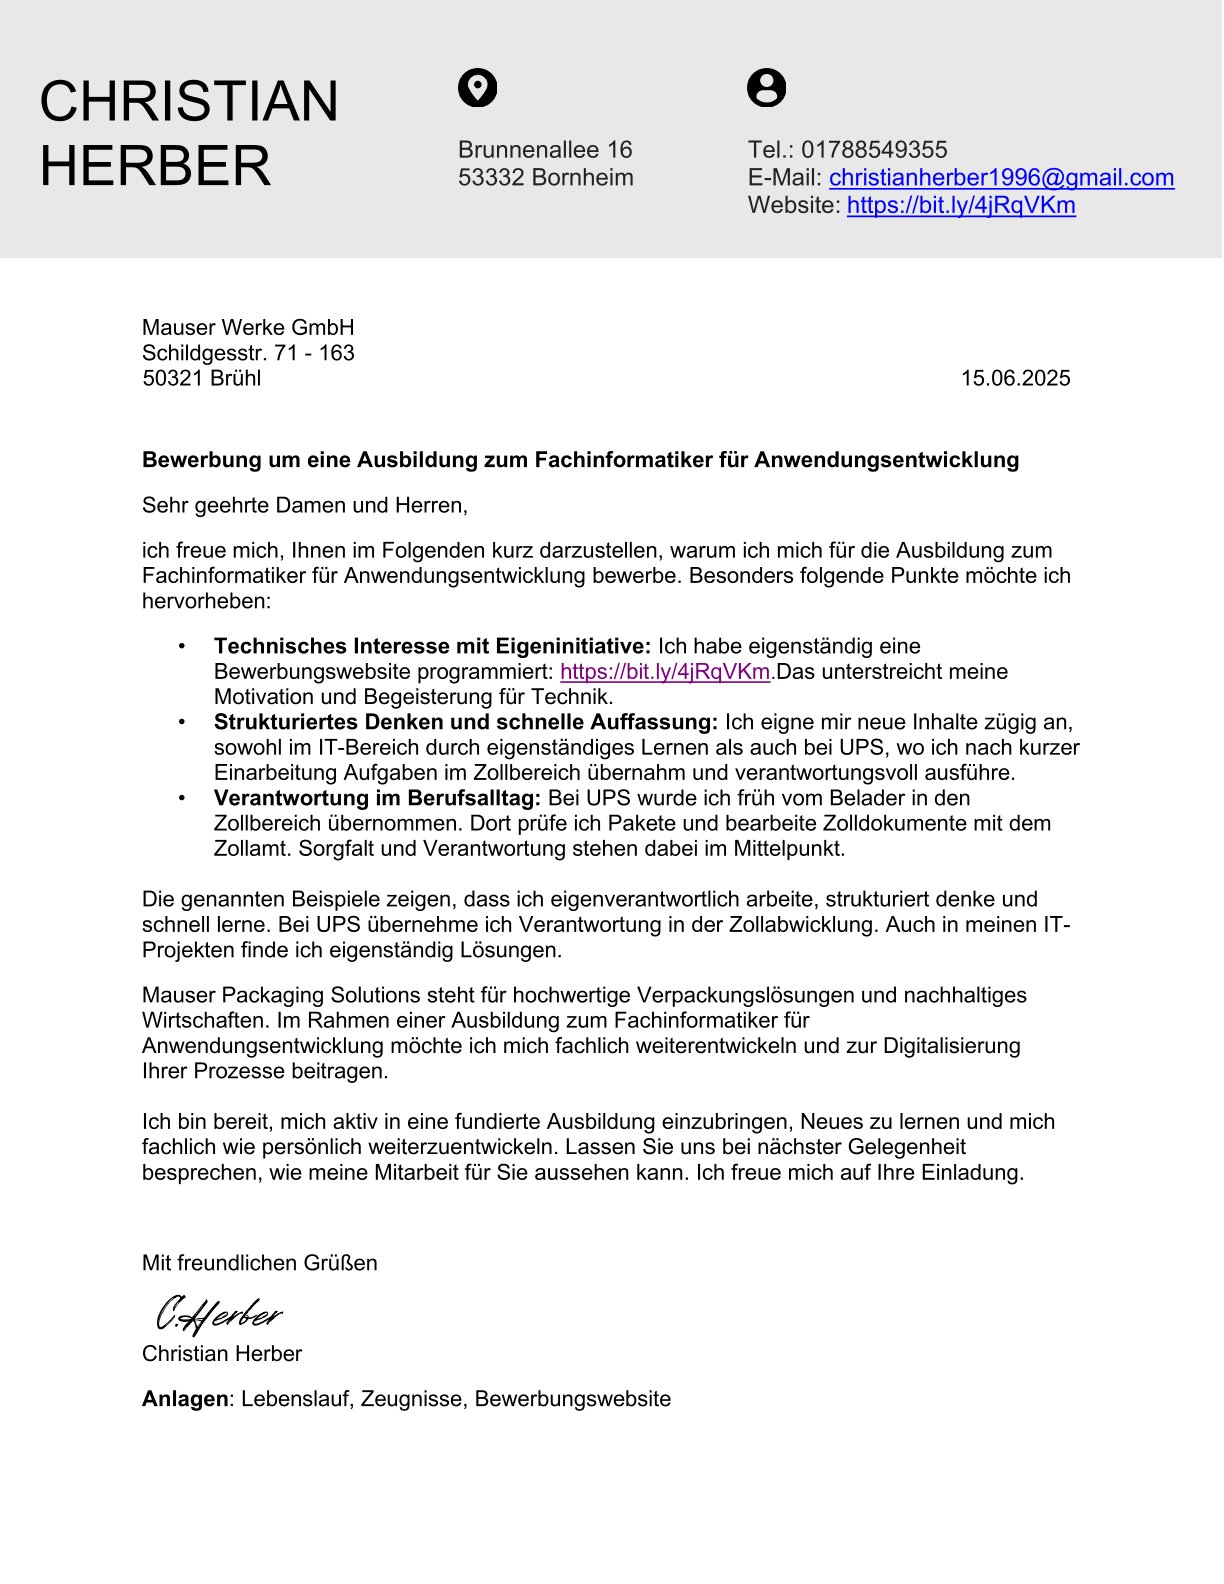 CHRISTIAN
HERBER
Brunnenallee 16
53332 Bornheim
Tel.: 01788549355
E-Mail: christianherber1996@gmail.com
Website: https://bit.ly/4jRqVKm
Mauser Werke GmbH
Schildgesstr. 71 - 163
50321 Brühl 15.06.2025
Bewerbung um eine Ausbildung zum Fachinformatiker für Anwendungsentwicklung
Sehr geehrte Damen und Herren,
ich freue mich, Ihnen im Folgenden kurz darzustellen, warum ich mich für die Ausbildung zum
Fachinformatiker für Anwendungsentwicklung bewerbe. Besonders folgende Punkte möchte ich
hervorheben:
• Technisches Interesse mit Eigeninitiative: Ich habe eigenständig eine
Bewerbungswebsite programmiert: https://bit.ly/4jRqVKm.Das unterstreicht meine
Motivation und Begeisterung für Technik.
• Strukturiertes Denken und schnelle Auffassung: Ich eigne mir neue Inhalte zügig an,
sowohl im IT-Bereich durch eigenständiges Lernen als auch bei UPS, wo ich nach kurzer
Einarbeitung Aufgaben im Zollbereich übernahm und verantwortungsvoll ausführe.
• Verantwortung im Berufsalltag: Bei UPS wurde ich früh vom Belader in den
Zollbereich übernommen. Dort prüfe ich Pakete und bearbeite Zolldokumente mit dem
Zollamt. Sorgfalt und Verantwortung stehen dabei im Mittelpunkt.
Die genannten Beispiele zeigen, dass ich eigenverantwortlich arbeite, strukturiert denke und
schnell lerne. Bei UPS übernehme ich Verantwortung in der Zollabwicklung. Auch in meinen IT-
Projekten finde ich eigenständig Lösungen.
Mauser Packaging Solutions steht für hochwertige Verpackungslösungen und nachhaltiges
Wirtschaften. Im Rahmen einer Ausbildung zum Fachinformatiker für
Anwendungsentwicklung möchte ich mich fachlich weiterentwickeln und zur Digitalisierung
Ihrer Prozesse beitragen.
Ich bin bereit, mich aktiv in eine fundierte Ausbildung einzubringen, Neues zu lernen und mich
fachlich wie persönlich weiterzuentwickeln. Lassen Sie uns bei nächster Gelegenheit
besprechen, wie meine Mitarbeit für Sie aussehen kann. Ich freue mich auf Ihre Einladung.
Mit freundlichen Grüßen
C.Herber
Christian Herber
Anlagen: Lebenslauf, Zeugnisse, Bewerbungswebsite